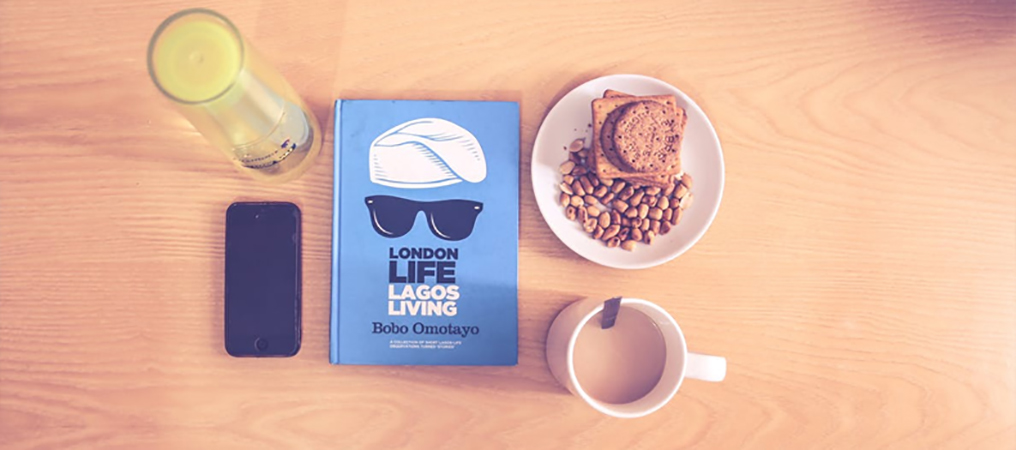 LONDON
LIFE
LAGOS
LIVING
Bobo Omotayo
A COLLECTION OF SHORT LAGOS LIFE
OBSERVATIONS TURNED 'STORIES'